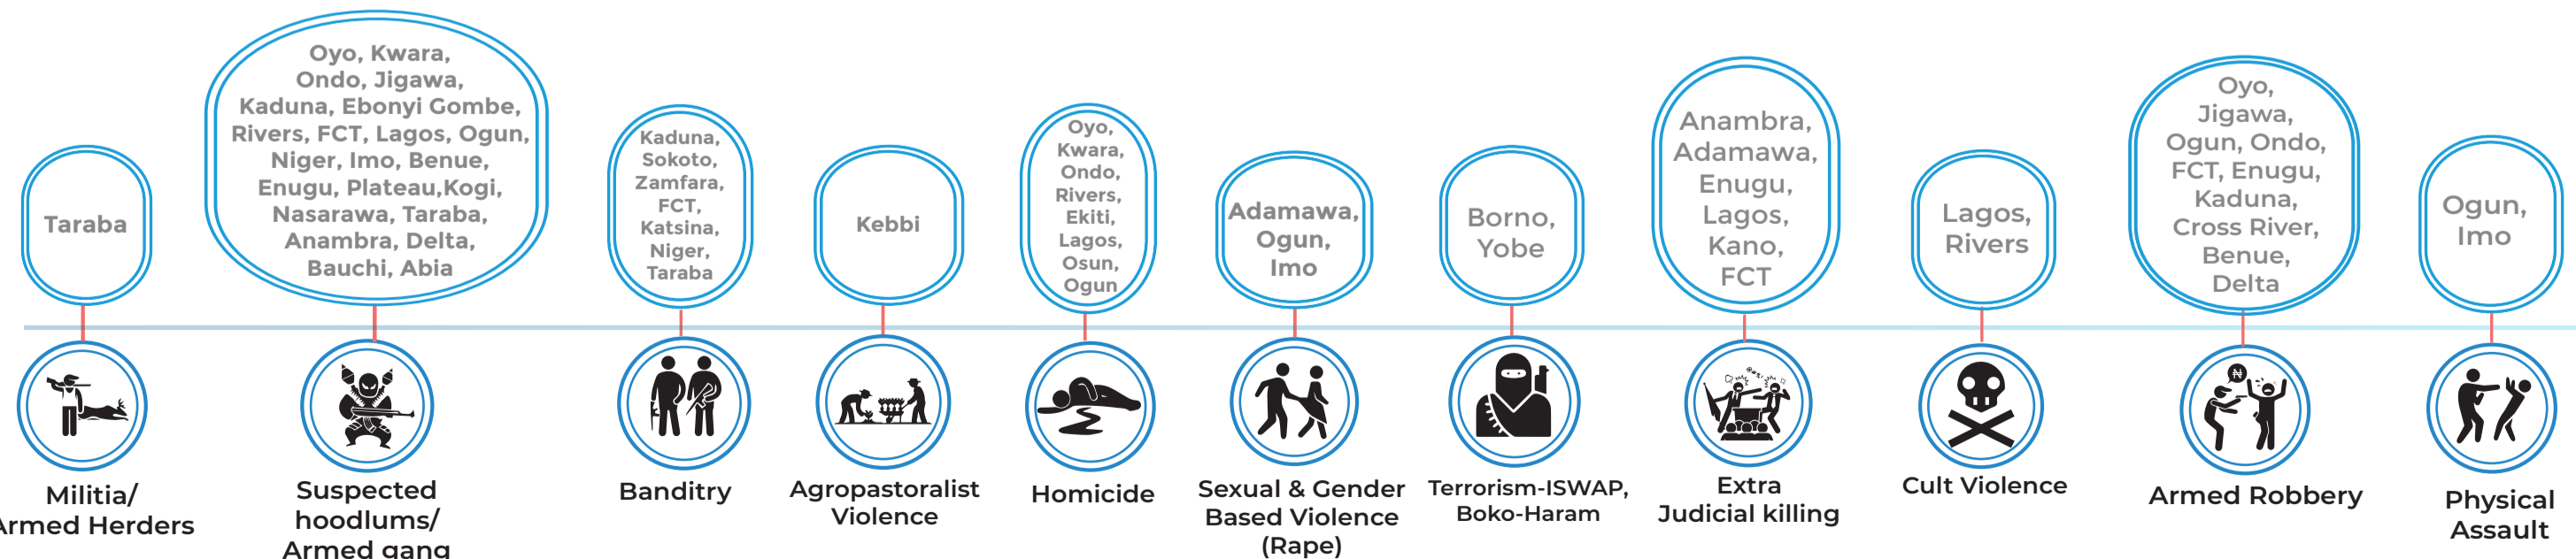 Taraba
Oyo, Kwara,
Ondo, Jigawa,
Kaduna, Ebonyi Gombe,
Rivers, FCT, Lagos, Ogun,
Niger, Imo, Benue,
Enugu, Plateau,Kogi,
Nasarawa, Taraba,
Anambra, Delta,
Bauchi, Abia
Kaduna,
Sokoto,
Zamfara,
FCT,
Katsina,
Niger,
Taraba
Kebbi
Oyo,
Kwara,
Ondo,
Rivers,
Ekiti,
Lagos,
Osun,
Ogun
Adamawa,
Ogun,
Imo
Borno,
Yobe
Anambra,
Adamawa,
Enugu,
Lagos,
Kano,
FCT
Lagos,
Rivers
Oyo,
Jigawa,
Ogun, Ondo,
FCT, Enugu,
Kaduna,
Cross River,
Benue,
Delta
Ogun,
Imo
₦
Militia/
Armed Herders
Suspected
hoodlums/
Armed gang
Banditry
Agropastoralist
Violence
Homicide
Sexual & Gender
Based Violence
(Rape)
Terrorism-ISWAP,
Boko-Haram
Extra
Judicial killing
Cult Violence
Armed Robbery
Physical
Assault